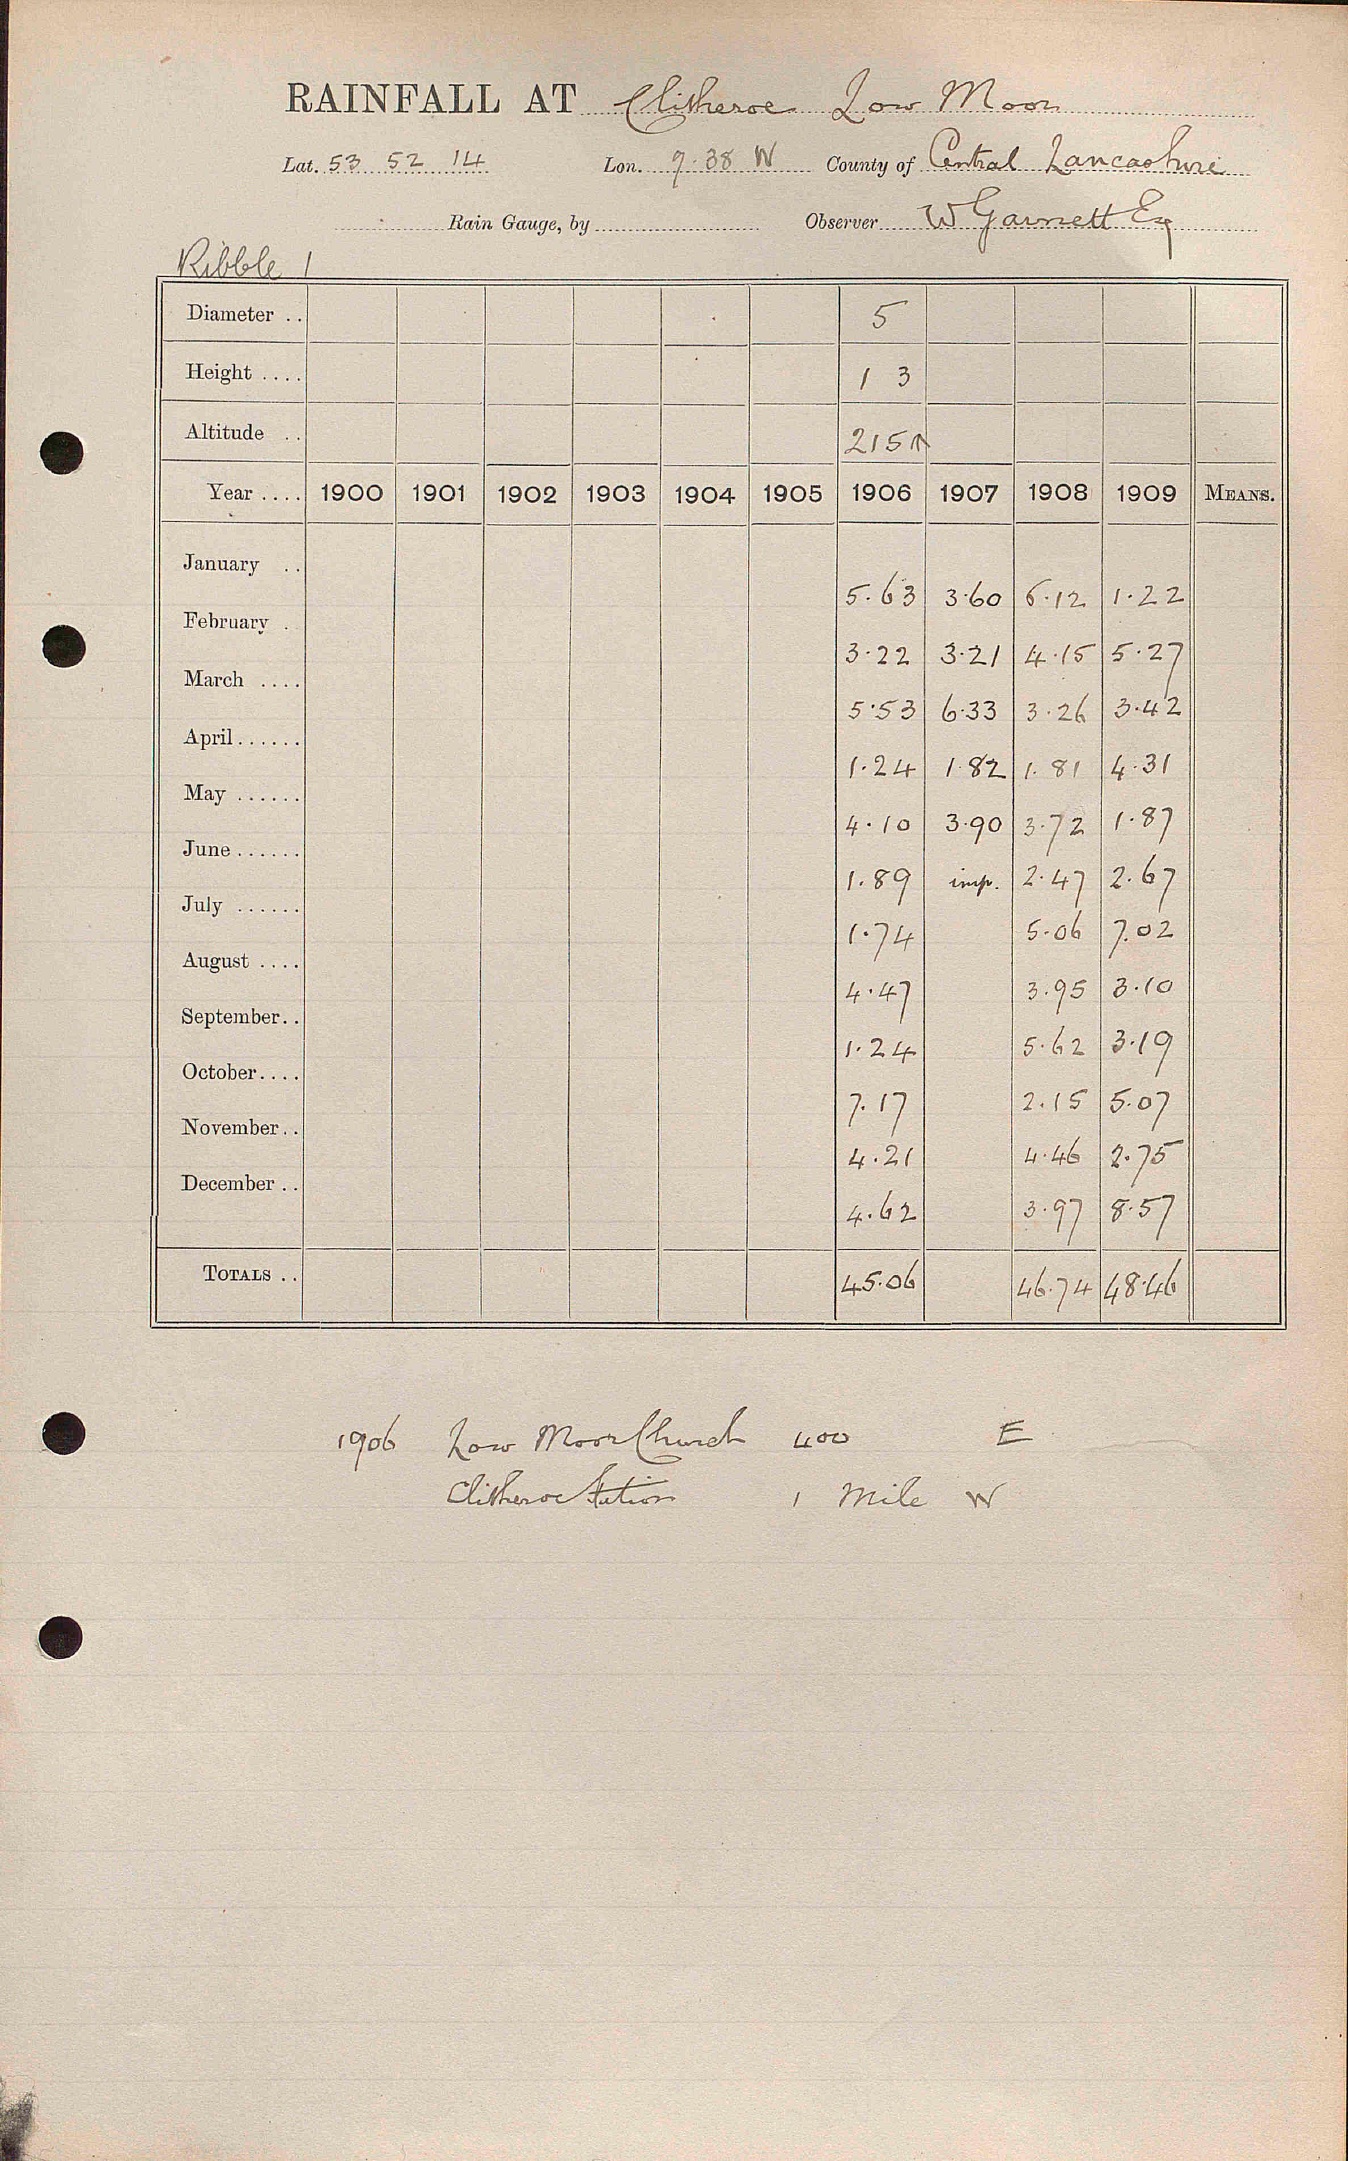 RAINFALL AT Clitheroe Low Moor
Lat. 53 52 14 Lon. 9.38 W County of Central Lancashire
Rain Gauge, by Observer W Garnett Esq
Ribble 1
Diameter .. 5
Height .... 1 3
Altitude .. 215
Year .... 1900 1901 1902 1903 1904 1905 1906 1907 1908 1909 MEANS.
January .. 5.63 3.60 6.12 1.22
February . 3.22 3.21 4.15 5.27
March .... 5.53 6.33 3.26 3.42
April...... 1.24 1.82 1.81 4.31
May ...... 4.10 3.90 3.72 1.87
June...... 1.89 imp. 2.47 2.67
July ...... 1.74 5.06 7.02
August .... 4.47 3.95 3.10
September.. 1.24 5.62 3.19
October.... 7.17 2.15 5.07
November.. 4.21 4.46 2.75
December .. 4.62 3.97 8.57
TOTALS .. 45.06 46.74 48.46
1906 Low Moor Church 400 E
Clitheroe Station 1 Mile W